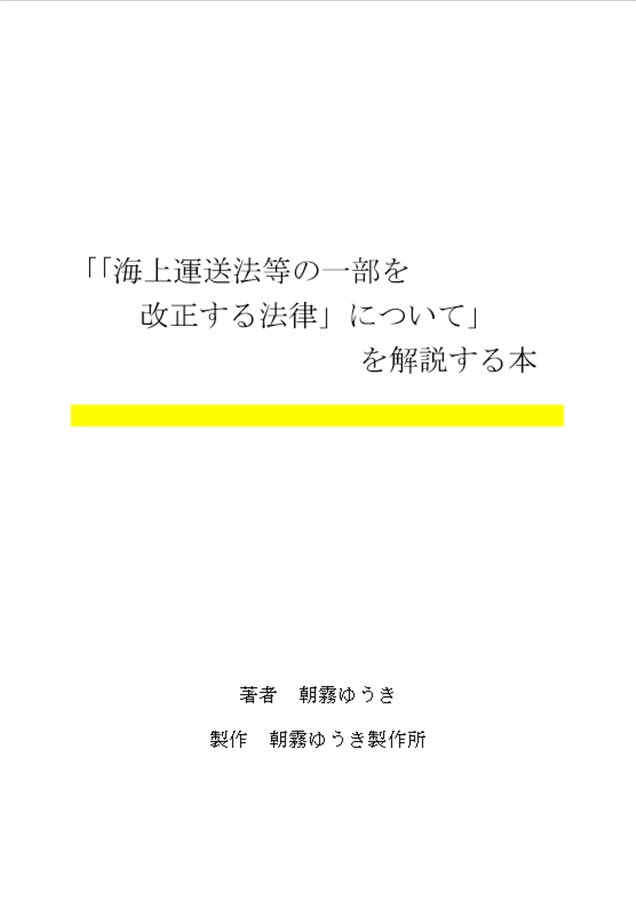 「「海上運送法等の一部を
改正する法律」について」
を解説する本
著者　朝霧ゆうき
製作　朝霧ゆうき製作所